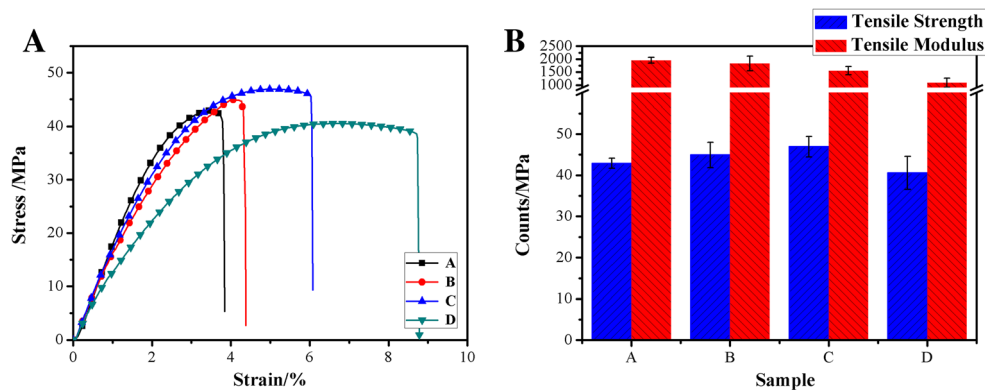 A
Stress /MPa
50
40
30
20
10
0
0
2
4
6
8
10
Strain/%
A
B
C
D
B
Tensile Strength
Tensile Modulus
Counts/MPa
2500
2000
1500
1000
50
40
30
20
10
0
A
B
C
D
Sample